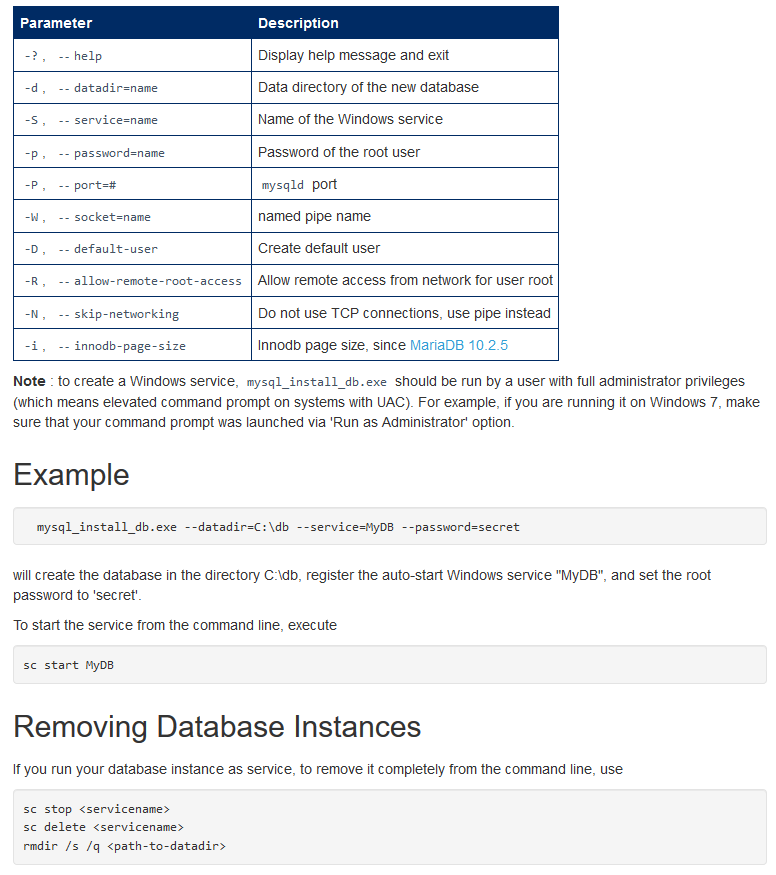 Parameter Description
-?, --help Display help message and exit
-d, --datadir=name Data directory of the new database
-S, --service=name Name of the Windows service
-p, --password=name Password of the root user
-P, --port=# mysqld port
-W, --socket=name named pipe name
-D, --default-user Create default user
-R, --allow-remote-root-access Allow remote access from network for user root
-N, --skip-networking Do not use TCP connections, use pipe instead
-i, --innodb-page-size Innodb page size, since MariaDB 10.2.5
Note : to create a Windows service, mysql_install_db.exe should be run by a user with full administrator privileges
(which means elevated command prompt on systems with UAC). For example, if you are running it on Windows 7, make
sure that your command prompt was launched via 'Run as Administrator' option.
Example
mysql_install_db.exe --datadir=C:\db --service=MyDB --password=secret
will create the database in the directory C:\db, register the auto-start Windows service "MyDB", and set the root
password to 'secret'.
To start the service from the command line, execute
sc start MyDB
Removing Database Instances
If you run your database instance as service, to remove it completely from the command line, use
sc stop <servicename>
sc delete <servicename>
rmdir /s /q <path-to-datadir>